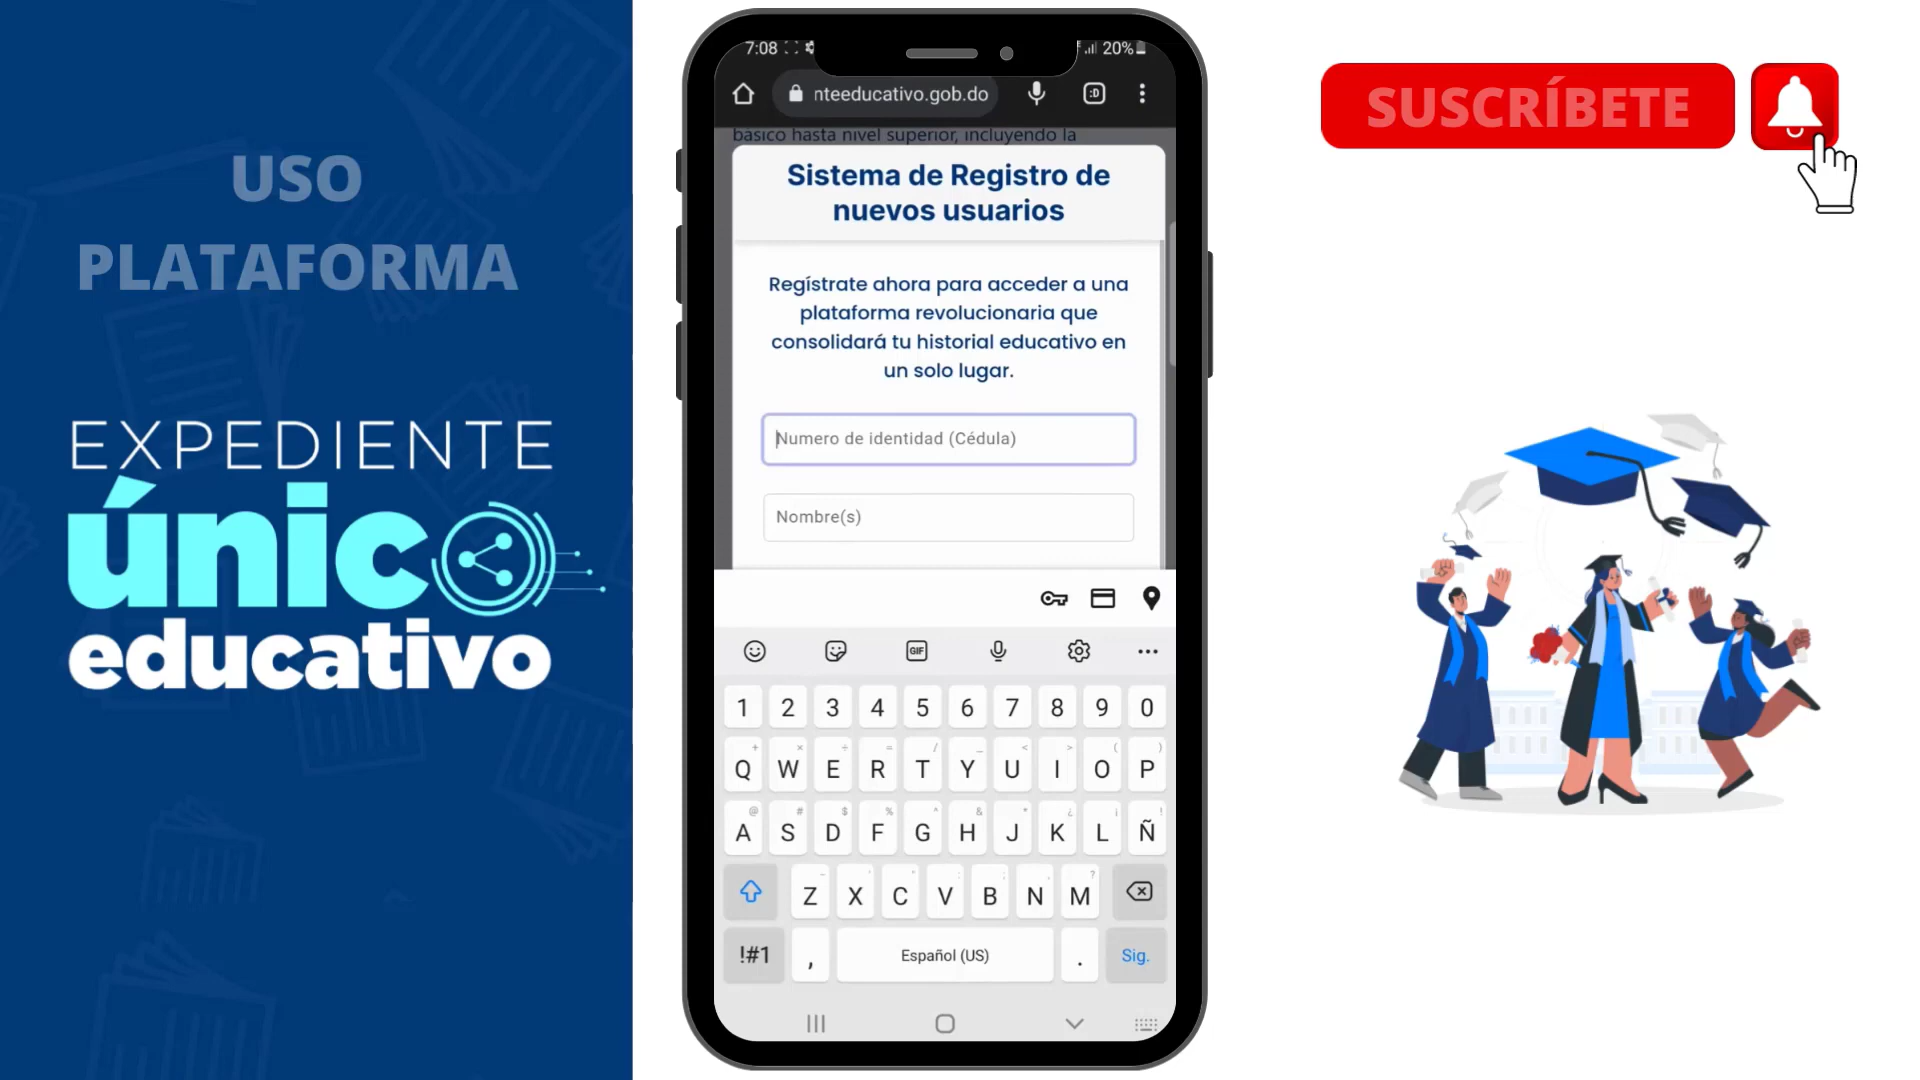 USO
PLATAFORMA
EXPEDIENTE
único
educativo
7:08
20%
nteeducativo.gob.do
:D
básico hasta nivel superior, incluyendo la
Sistema de Registro de
nuevos usuarios
Regístrate ahora para acceder a una
plataforma revolucionaria que
consolidará tu historial educativo en
un solo lugar.
Numero de identidad (Cédula)
Nombre(s)
GIF
1 2 3 4 5 6 7 8 9 0
Q W E R T Y U I O P
A S D F G H J K L Ñ
Z X C V B N M
!#1 , Español (US) . Sig.
SUSCRÍBETE